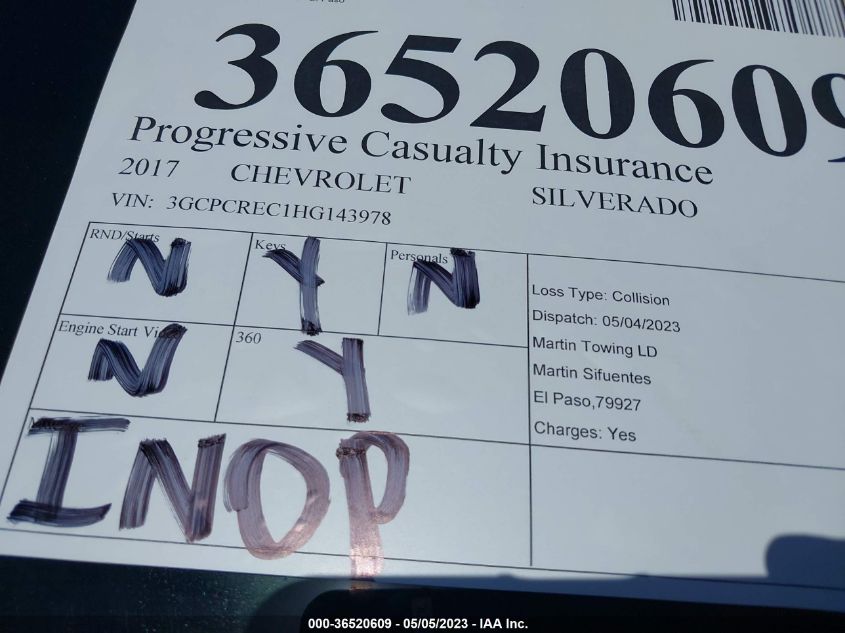 36520609
Progressive Casualty Insurance
2017 CHEVROLET SILVERADO
VIN: 3GCPCREC1HG143978
RND/Starts N
Keys Y
Personals N
Engine Start N
360 Y
INOP
Loss Type: Collision
Dispatch: 05/04/2023
Martin Towing LD
Martin Sifuentes
El Paso,79927
Charges: Yes
000-36520609 - 05/05/2023 - IAA Inc.